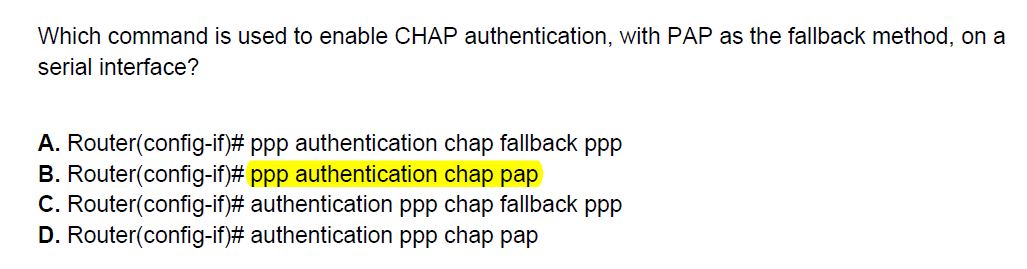 Which command is used to enable CHAP authentication, with PAP as the fallback method, on a
serial interface?
A. Router(config-if)# ppp authentication chap fallback ppp
B. Router(config-if)# ppp authentication chap pap
C. Router(config-if)# authentication ppp chap fallback ppp
D. Router(config-if)# authentication ppp chap pap